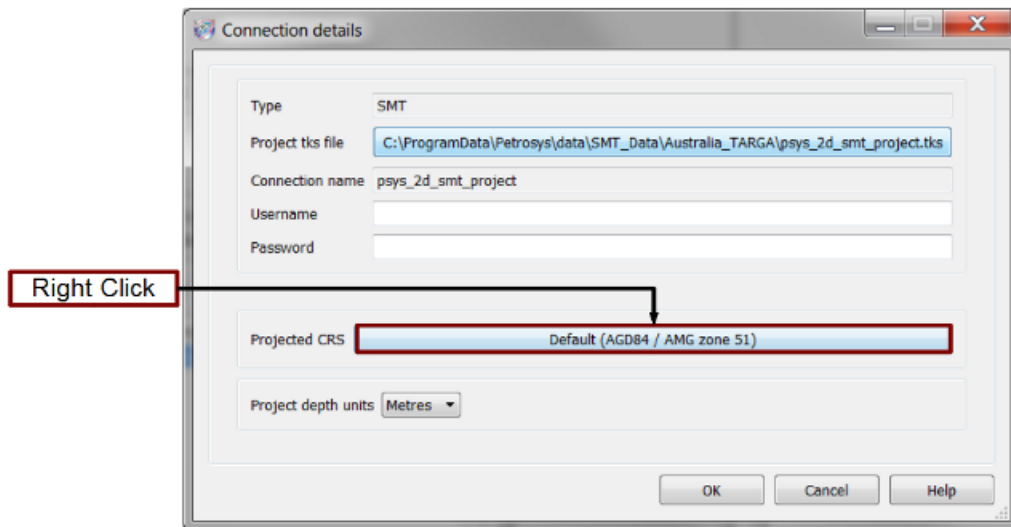 Connection details
Type SMT
Project tks file C:\ProgramData\Petrosys\data\SMT_Data\Australia_TARGA\psys_2d_smt_project.tks
Connection name psys_2d_smt_project
Username
Password
Right Click
Projected CRS Default (AGD84 / AMG zone 51)
Project depth units Metres
OK Cancel Help